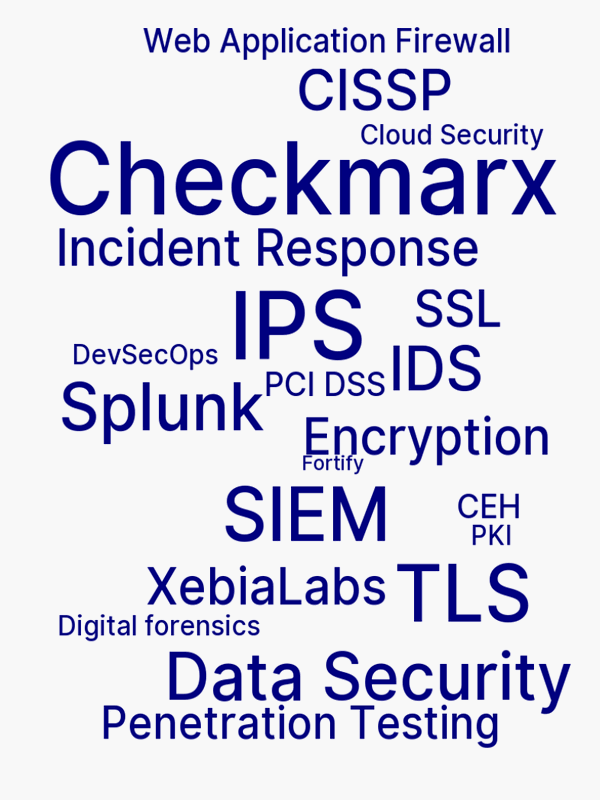 Web Application Firewall
CISSP
Cloud Security
Checkmarx
Incident Response
IPS
SSL
DevSecOps
PCI DSS
IDS
Splunk
Encryption
Fortify
SIEM
CEH
PKI
XebiaLabs
TLS
Digital forensics
Data Security
Penetration Testing